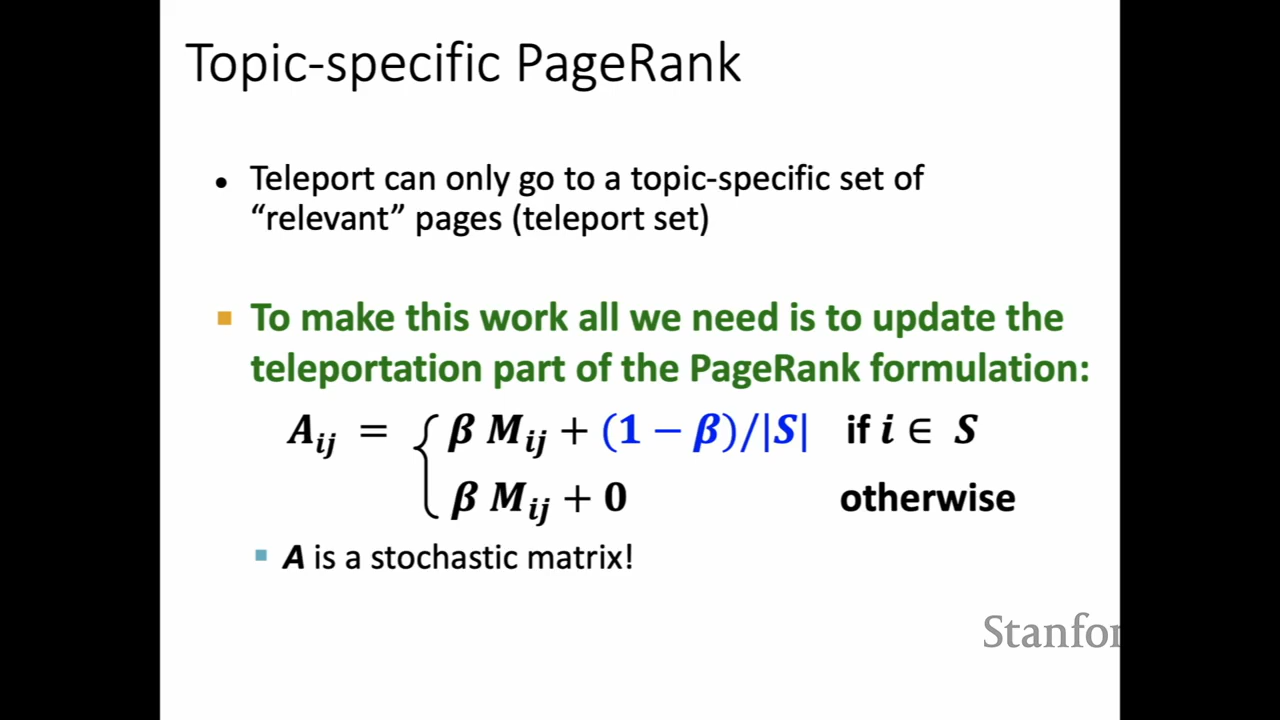 Topic-specific PageRank
• Teleport can only go to a topic-specific set of
“relevant” pages (teleport set)
▪ To make this work all we need is to update the
teleportation part of the PageRank formulation:
A_ij = { β M_ij + (1 − β)/|S| if i ∈ S
β M_ij + 0 otherwise
▪ A is a stochastic matrix!
Stanfor